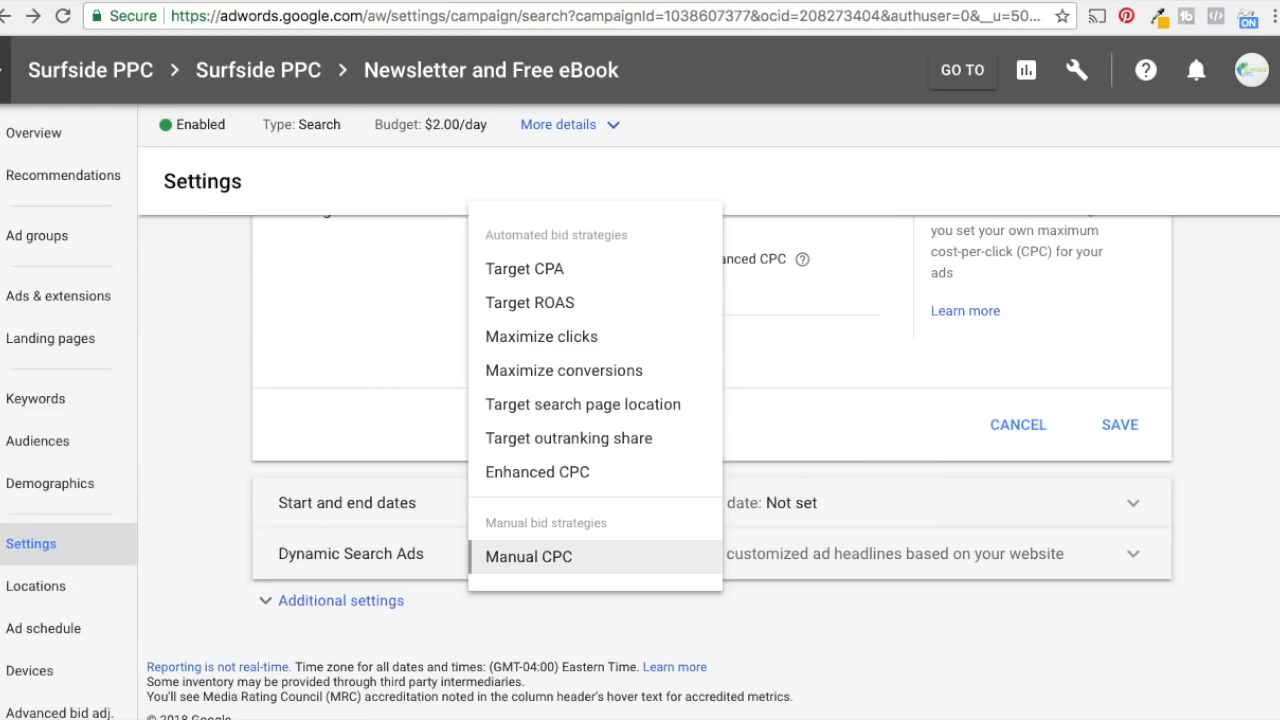 Secure https://adwords.google.com/aw/settings/campaign/search?campaignId=1038607377&ocid=208273404&authuser=0&__u=50...
ON
Surfside PPC > Surfside PPC > Newsletter and Free eBook
GO TO
Enabled Type: Search Budget: $2.00/day More details
Overview
Recommendations
Ad groups
Ads & extensions
Landing pages
Keywords
Audiences
Demographics
Settings
Locations
Ad schedule
Devices
Advanced bid adj.
Settings
Automated bid strategies
Target CPA
Target ROAS
Maximize clicks
Maximize conversions
Target search page location
Target outranking share
Enhanced CPC
Manual bid strategies
Manual CPC
anced CPC
you set your own maximum
cost-per-click (CPC) for your
ads
Learn more
CANCEL SAVE
Start and end dates date: Not set
Dynamic Search Ads customized ad headlines based on your website
Additional settings
Reporting is not real-time. Time zone for all dates and times: (GMT-04:00) Eastern Time. Learn more
Some inventory may be provided through third party intermediaries.
You'll see Media Rating Council (MRC) accreditation noted in the column header's hover text for accredited metrics.
© 2018 Google